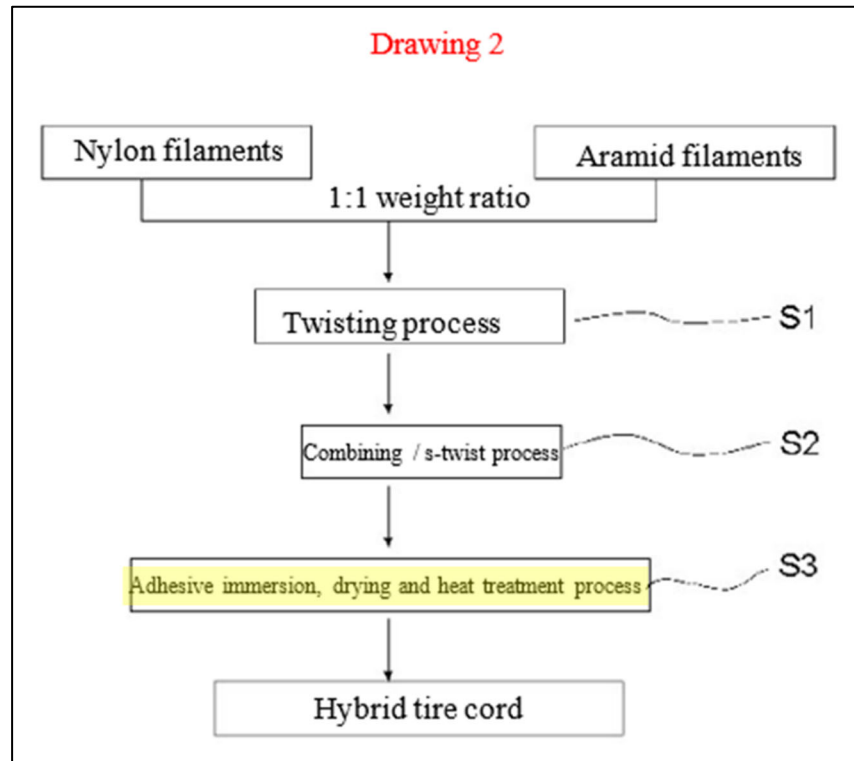 Drawing 2
Nylon filaments
Aramid filaments
1:1 weight ratio
Twisting process
S1
Combining / s-twist process
S2
Adhesive immersion, drying and heat treatment process
S3
Hybrid tire cord